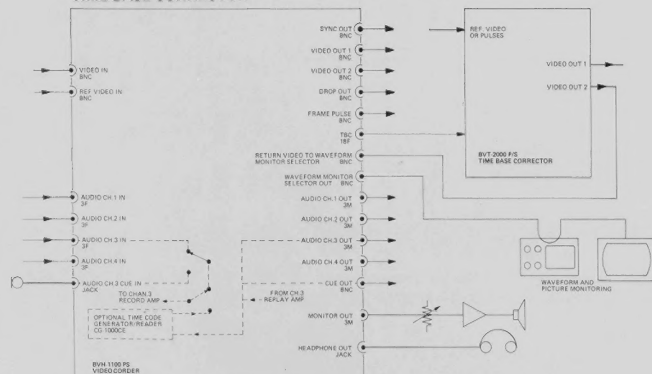 TIME BASE CORRECTOR
SYNC OUT
BNC
VIDEO OUT 1
BNC
VIDEO IN
BNC
VIDEO OUT 2
BNC
REF VIDEO IN
BNC
DROP OUT
BNC
FRAME PULSE
BNC
TBC
18F
RETURN VIDEO TO WAVEFORM
MONITOR SELECTOR BNC
WAVEFORM MONITOR
SELECTOR OUT BNC
REF. VIDEO
OR PULSES
VIDEO OUT 1
VIDEO OUT 2
BVT-2000 P/S
TIME BASE CORRECTOR
AUDIO CH.1 IN
3F
AUDIO CH.2 IN
3F
AUDIO CH.3 IN
3F
AUDIO CH.4 IN
3F
AUDIO CH.3 CUE IN
JACK
AUDIO CH.1 OUT
3M
AUDIO CH.2 OUT
3M
AUDIO CH.3 OUT
3M
AUDIO CH.4 OUT
3M
CUE OUT
BNC
TO CHAN.3
RECORD AMP
FROM CH.3
REPLAY AMP
OPTIONAL TIME CODE
GENERATOR/READER
CG 1000CE
MONITOR OUT
3M
HEADPHONE OUT
JACK
WAVEFORM AND
PICTURE MONITORING
BVH-1100 PS
VIDEO CORDER